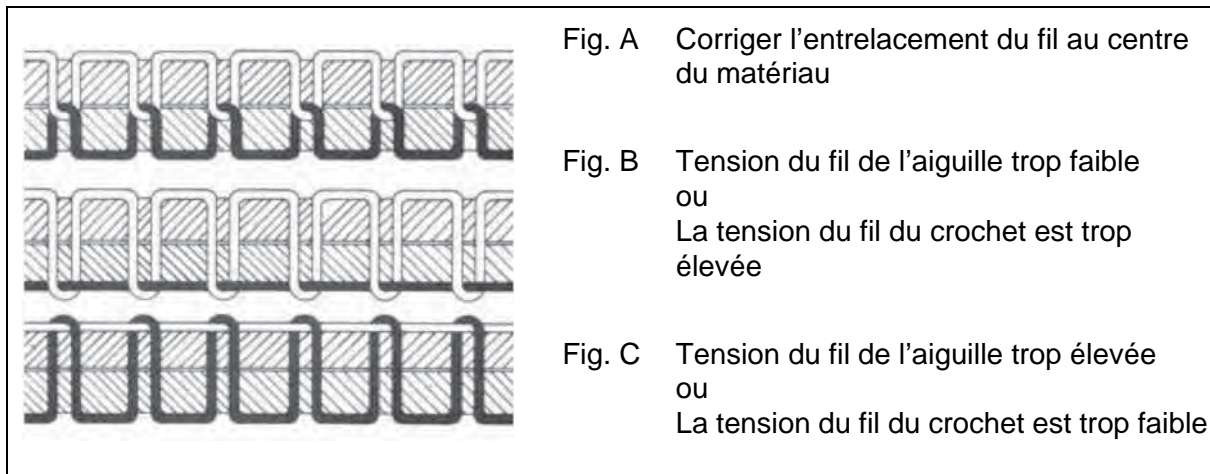 Fig. A Corriger l'entrelacement du fil au centre
du matériau
Fig. B Tension du fil de l'aiguille trop faible
ou
La tension du fil du crochet est trop
élevée
Fig. C Tension du fil de l'aiguille trop élevée
ou
La tension du fil du crochet est trop faible